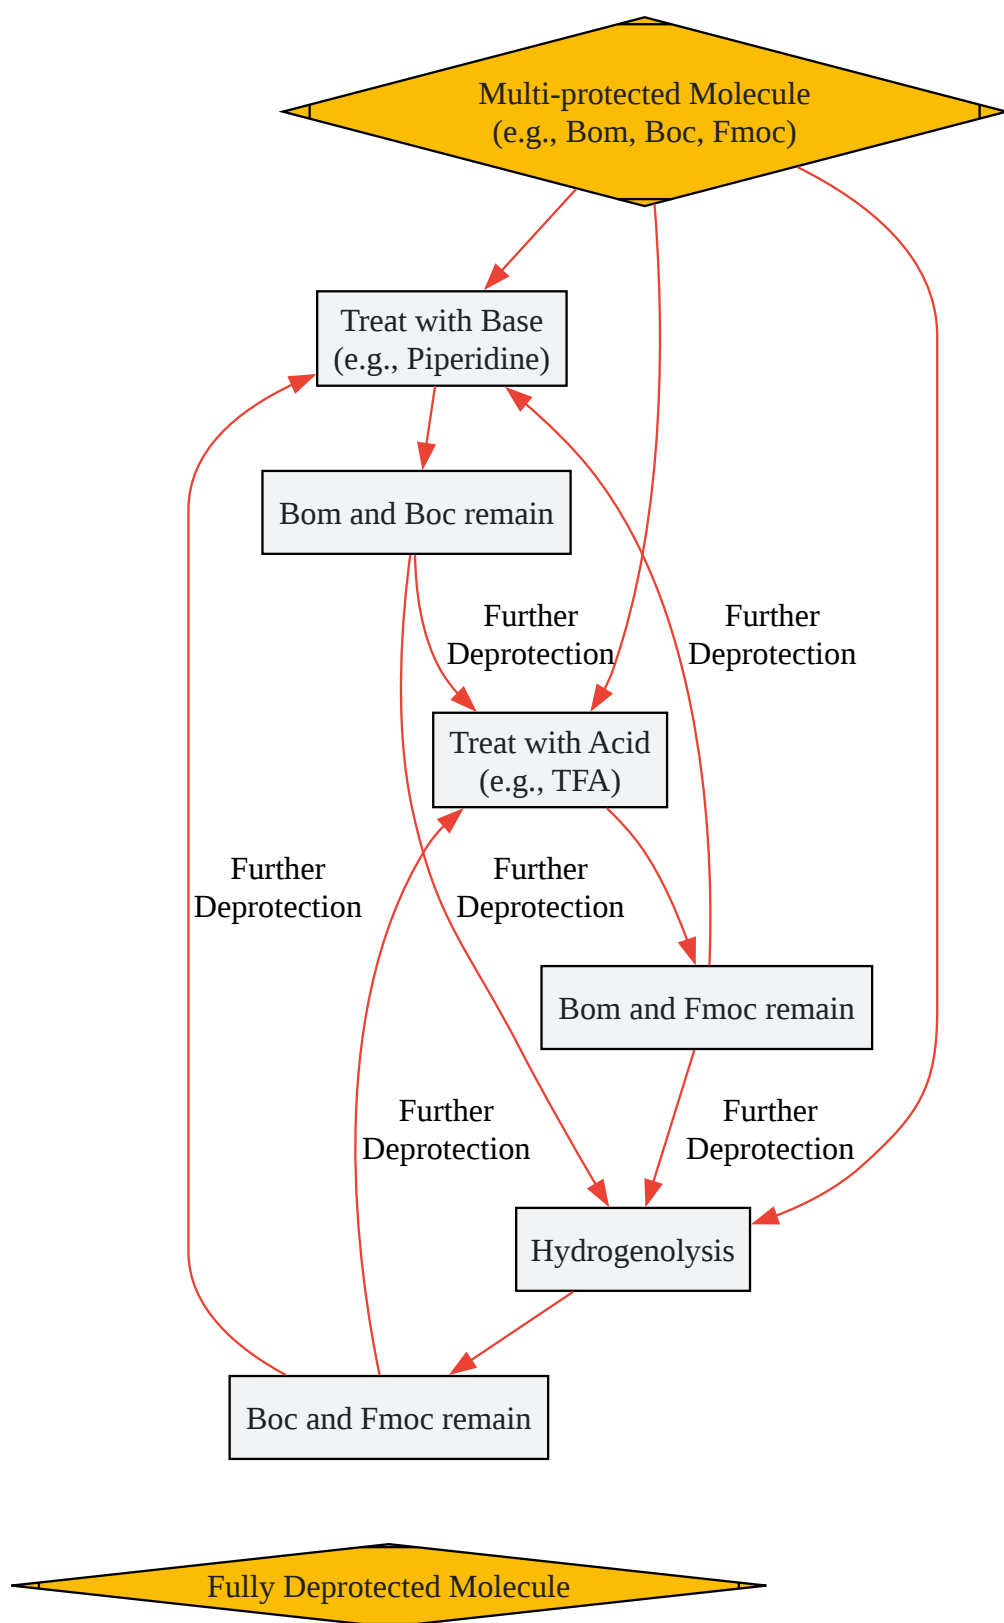 Multi-protected Molecule
(e.g., Bom, Boc, Fmoc)
Treat with Base
(e.g., Piperidine)
Bom and Boc remain
Further
Deprotection
Further
Deprotection
Treat with Acid
(e.g., TFA)
Further
Deprotection
Further
Deprotection
Bom and Fmoc remain
Further
Deprotection
Further
Deprotection
Hydrogenolysis
Boc and Fmoc remain
Fully Deprotected Molecule